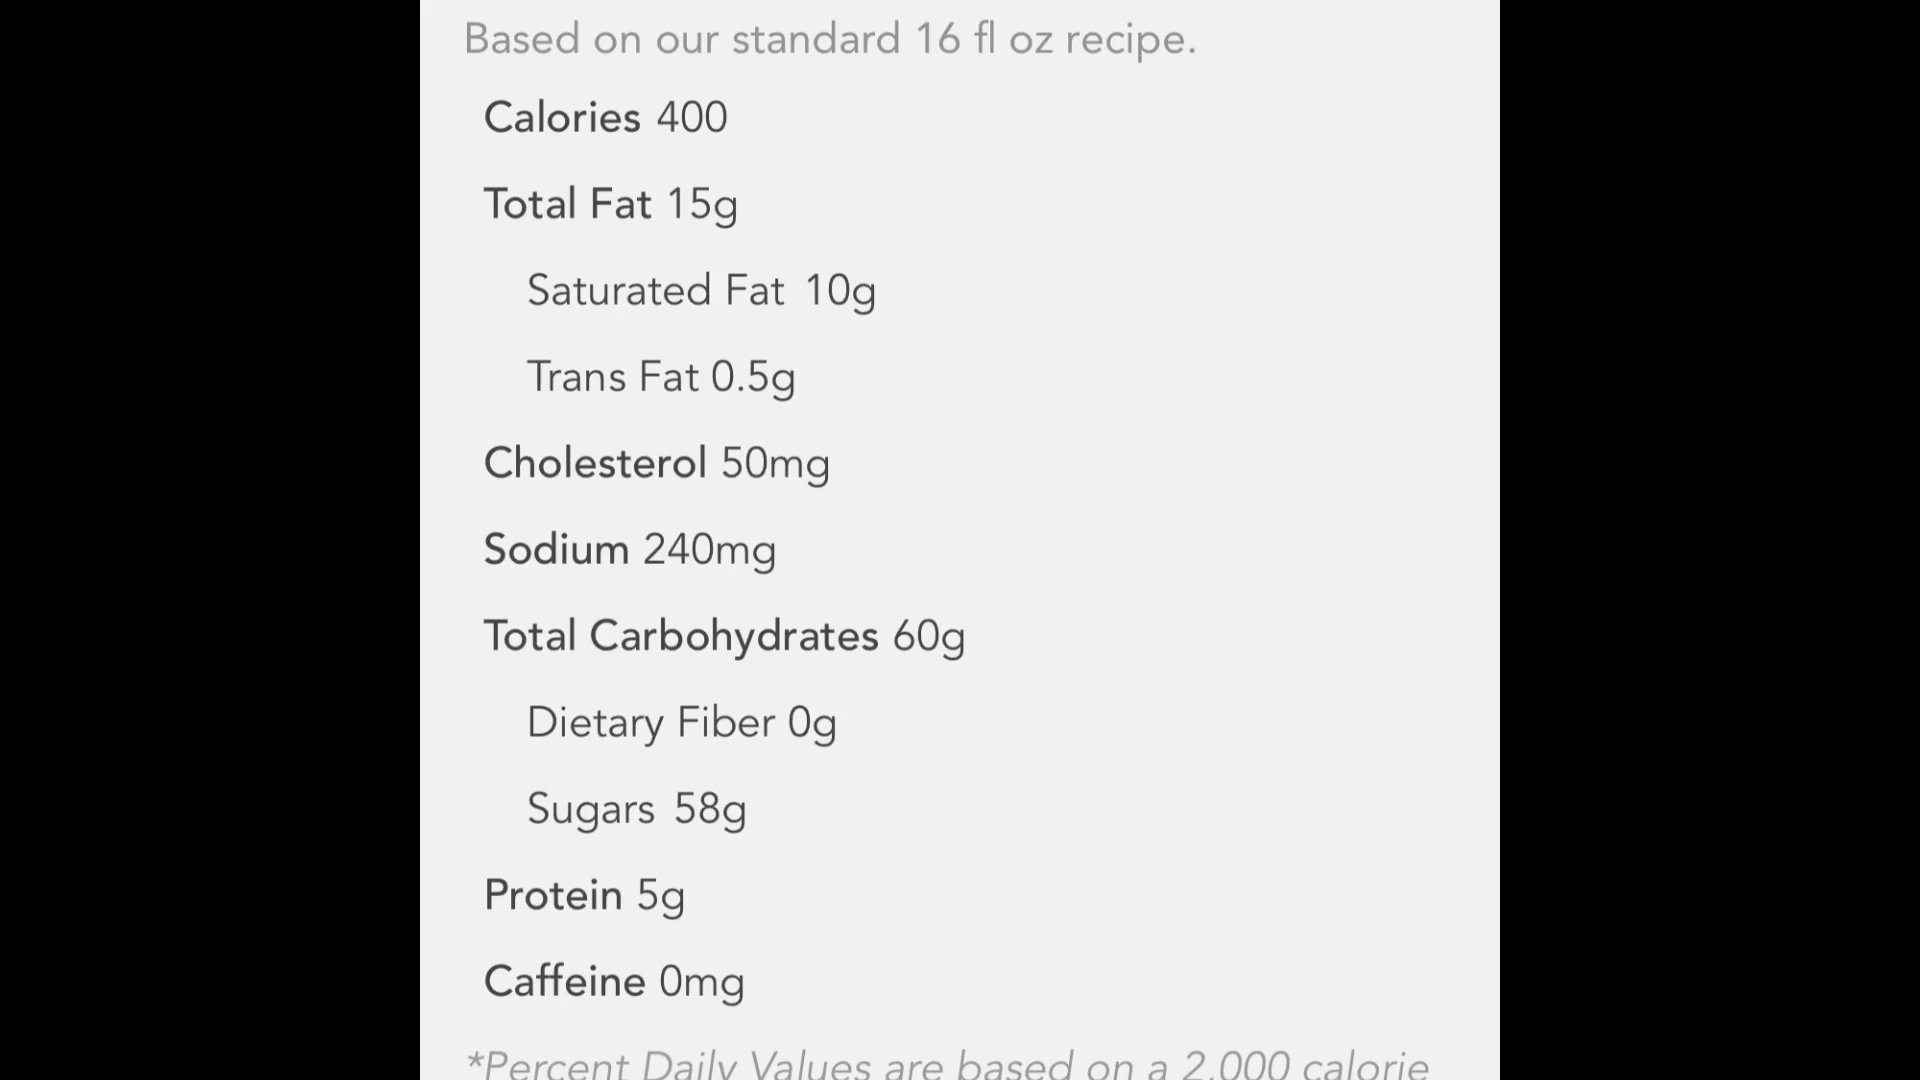 Based on our standard 16 fl oz recipe.
Calories 400
Total Fat 15g
Saturated Fat 10g
Trans Fat 0.5g
Cholesterol 50mg
Sodium 240mg
Total Carbohydrates 60g
Dietary Fiber 0g
Sugars 58g
Protein 5g
Caffeine 0mg
*Percent Daily Values are based on a 2,000 calorie